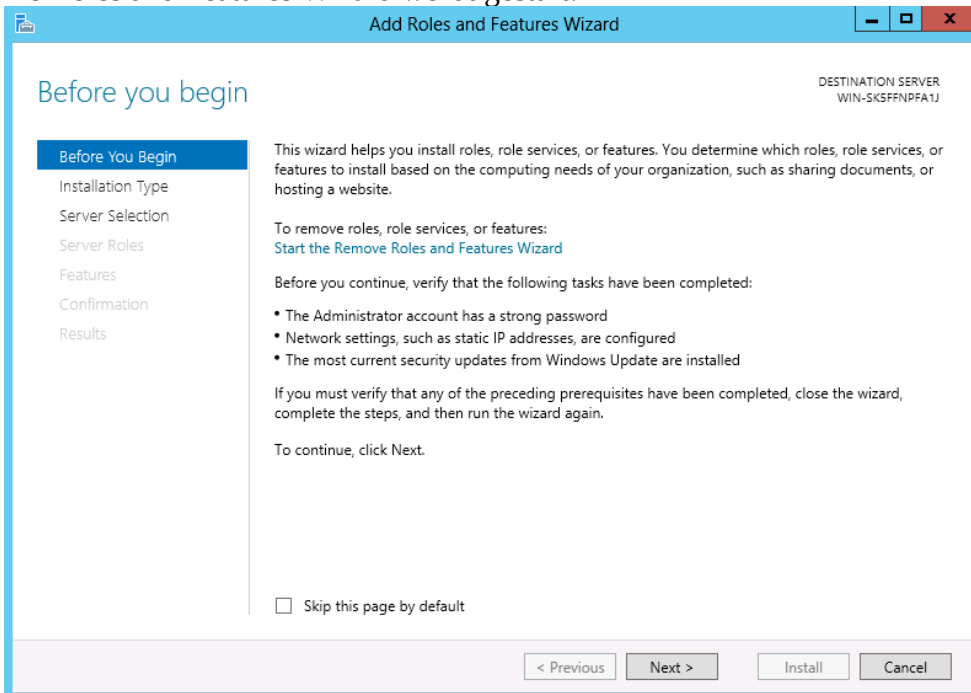 Add Roles and Features Wizard
Before you begin
DESTINATION SERVER
WIN-SK5FFNPFA1J
Before You Begin
Installation Type
Server Selection
Server Roles
Features
Confirmation
Results
This wizard helps you install roles, role services, or features. You determine which roles, role services, or
features to install based on the computing needs of your organization, such as sharing documents, or
hosting a website.
To remove roles, role services, or features:
Start the Remove Roles and Features Wizard
Before you continue, verify that the following tasks have been completed:
• The Administrator account has a strong password
• Network settings, such as static IP addresses, are configured
• The most current security updates from Windows Update are installed
If you must verify that any of the preceding prerequisites have been completed, close the wizard,
complete the steps, and then run the wizard again.
To continue, click Next.
Skip this page by default
< Previous
Next >
Install
Cancel